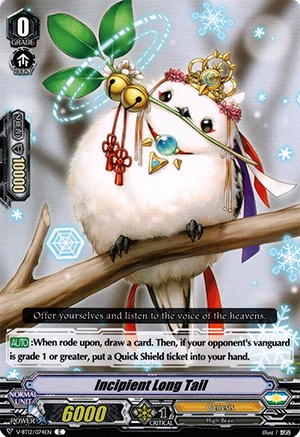 0
GRADE
BOOST
10000
Offer yourselves and listen to the voice of the heavens.
AUTO:When rode upon, draw a card. Then, if your opponent's vanguard
is grade 1 or greater, put a Quick Shield ticket into your hand.
Incipient Long Tail
NORMAL
UNIT
POWER
6000
1
CRITICAL
Genesis
High Beast
V-BT12/074EN C
illust /